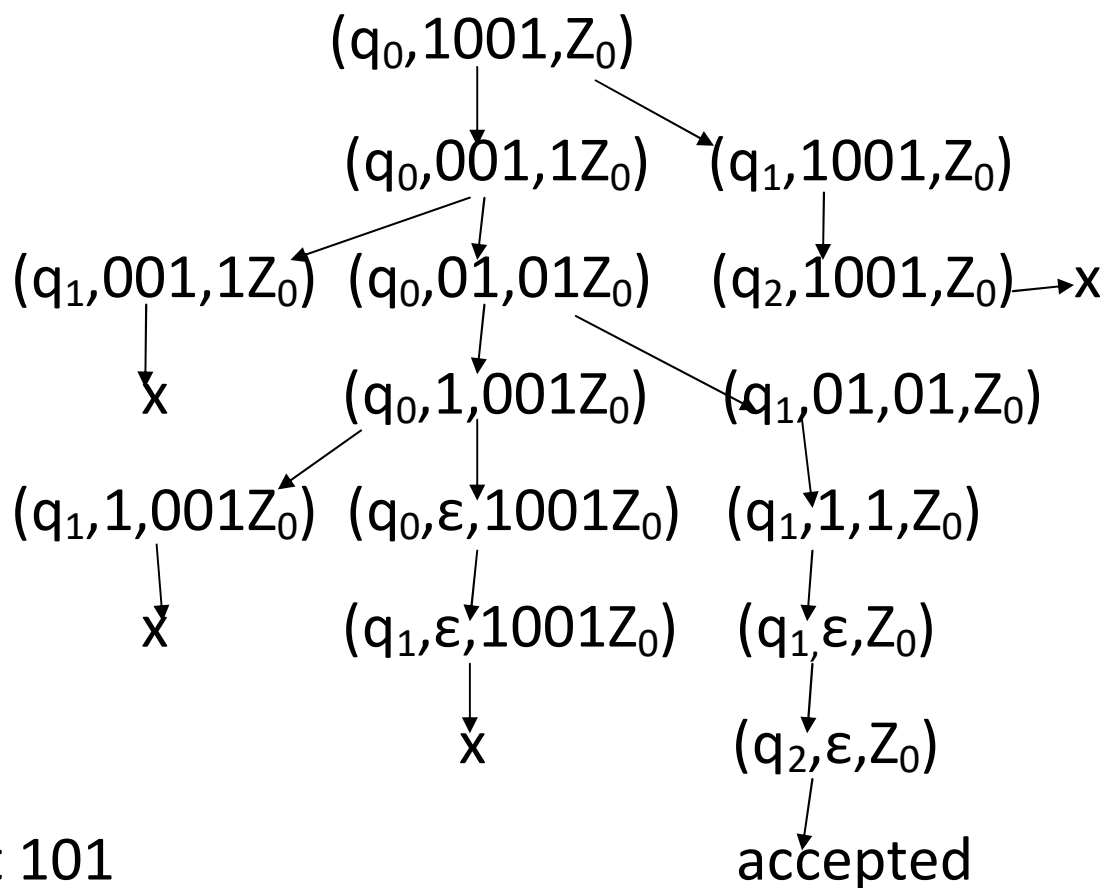 (q₀,1001,Z₀)
(q₀,001,1Z₀) (q₁,1001,Z₀)
(q₁,001,1Z₀) (q₀,01,01Z₀) (q₂,1001,Z₀) x
x (q₀,1,001Z₀) (q₁,01,01,Z₀)
(q₁,1,001Z₀) (q₀,ε,1001Z₀) (q₁,1,1,Z₀)
x (q₁,ε,1001Z₀) (q₁,ε,Z₀)
x (q₂,ε,Z₀)
101 accepted